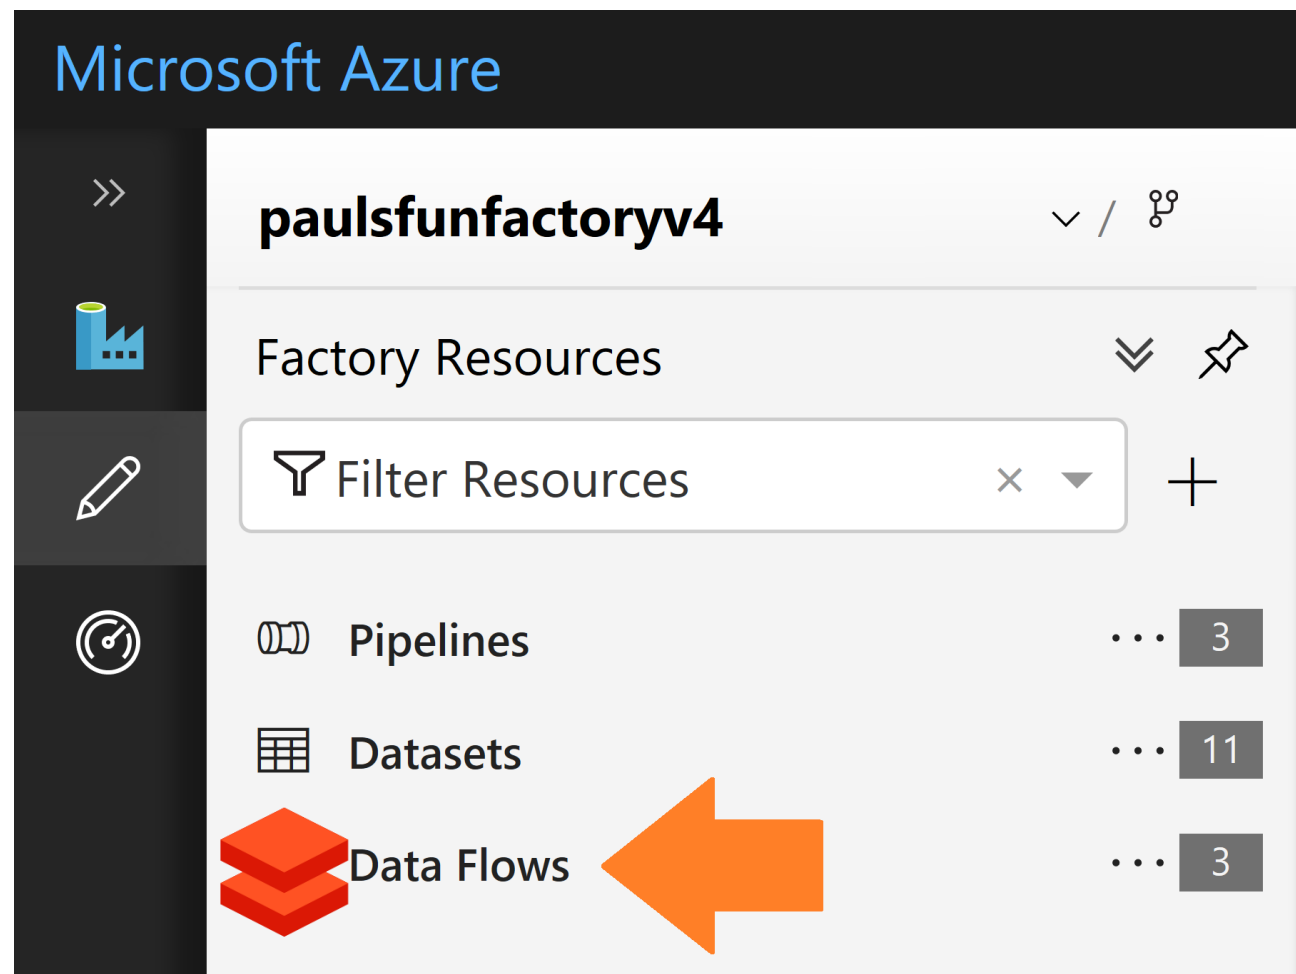 Microsoft Azure
paulsfunfactoryv4 /
Factory Resources
Filter Resources
Pipelines ... 3
Datasets ... 11
Data Flows ... 3